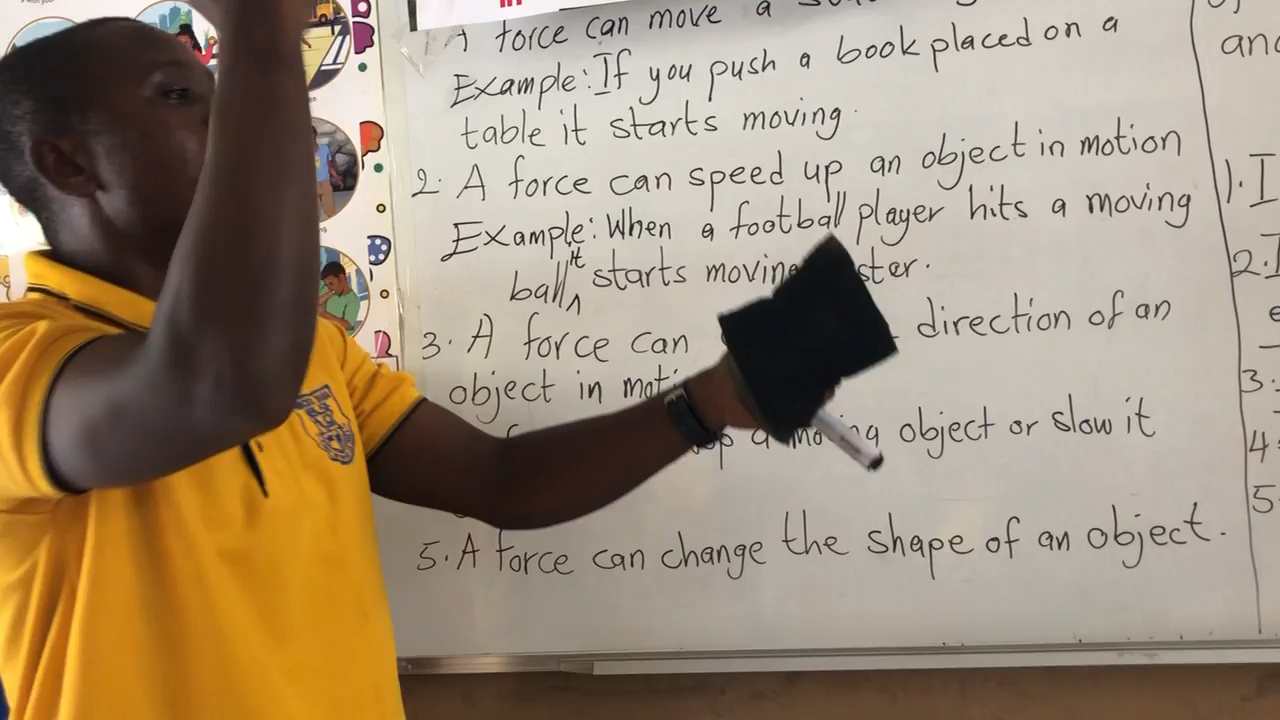 A force can move a
Example: If you push a book placed on a
table it starts moving.
2. A force can speed up an object in motion
Example: When a football player hits a moving
ball it starts moving
3. A force can direction of an
object in
a moving object or slow it
5. A force can change the shape of an object.
and
1. I
2. I
3.
4.
5